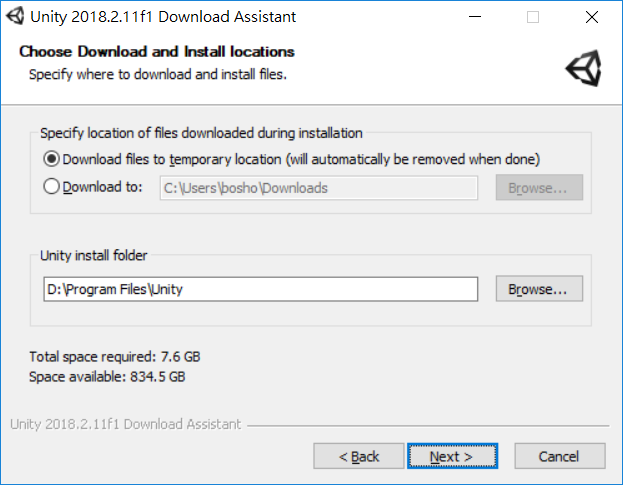 Unity 2018.2.11f1 Download Assistant
Choose Download and Install locations
Specify where to download and install files.
Specify location of files downloaded during installation
Download files to temporary location (will automatically be removed when done)
Download to: C:\Users\bosho\Downloads Browse...
Unity install folder
D:\Program Files\Unity Browse...
Total space required: 7.6 GB
Space available: 834.5 GB
Unity 2018.2.11f1 Download Assistant
< Back Next > Cancel